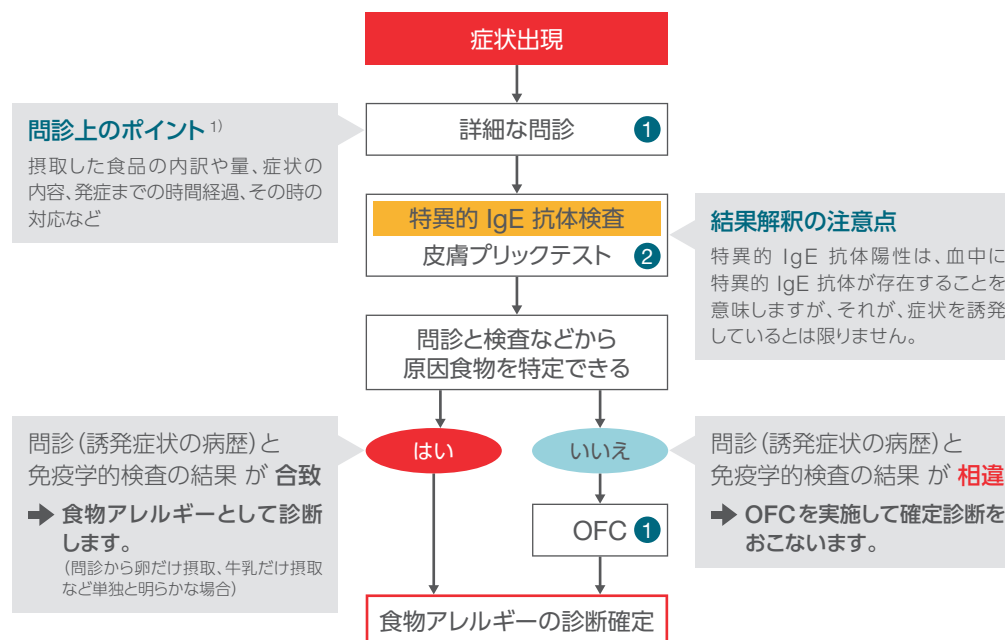 症状出現
詳細な問診 1
問診上のポイント 1)
摂取した食品の内訳や量、症状の
内容、発症までの時間経過、その時の
対応など
特異的 IgE 抗体検査
皮膚プリックテスト 2
結果解釈の注意点
特異的 IgE 抗体陽性は、血中に
特異的 IgE 抗体が存在することを
意味しますが、それが、症状を誘発
しているとは限りません。
問診と検査などから
原因食物を特定できる
はい
いいえ
問診（誘発症状の病歴）と
免疫学的検査の結果 が 合致
➡ 食物アレルギーとして診断
します。
（問診から卵だけ摂取、牛乳だけ摂取
など単独と明らかな場合）
問診（誘発症状の病歴）と
免疫学的検査の結果 が 相違
➡ OFCを実施して確定診断を
おこないます。
OFC 1
食物アレルギーの診断確定